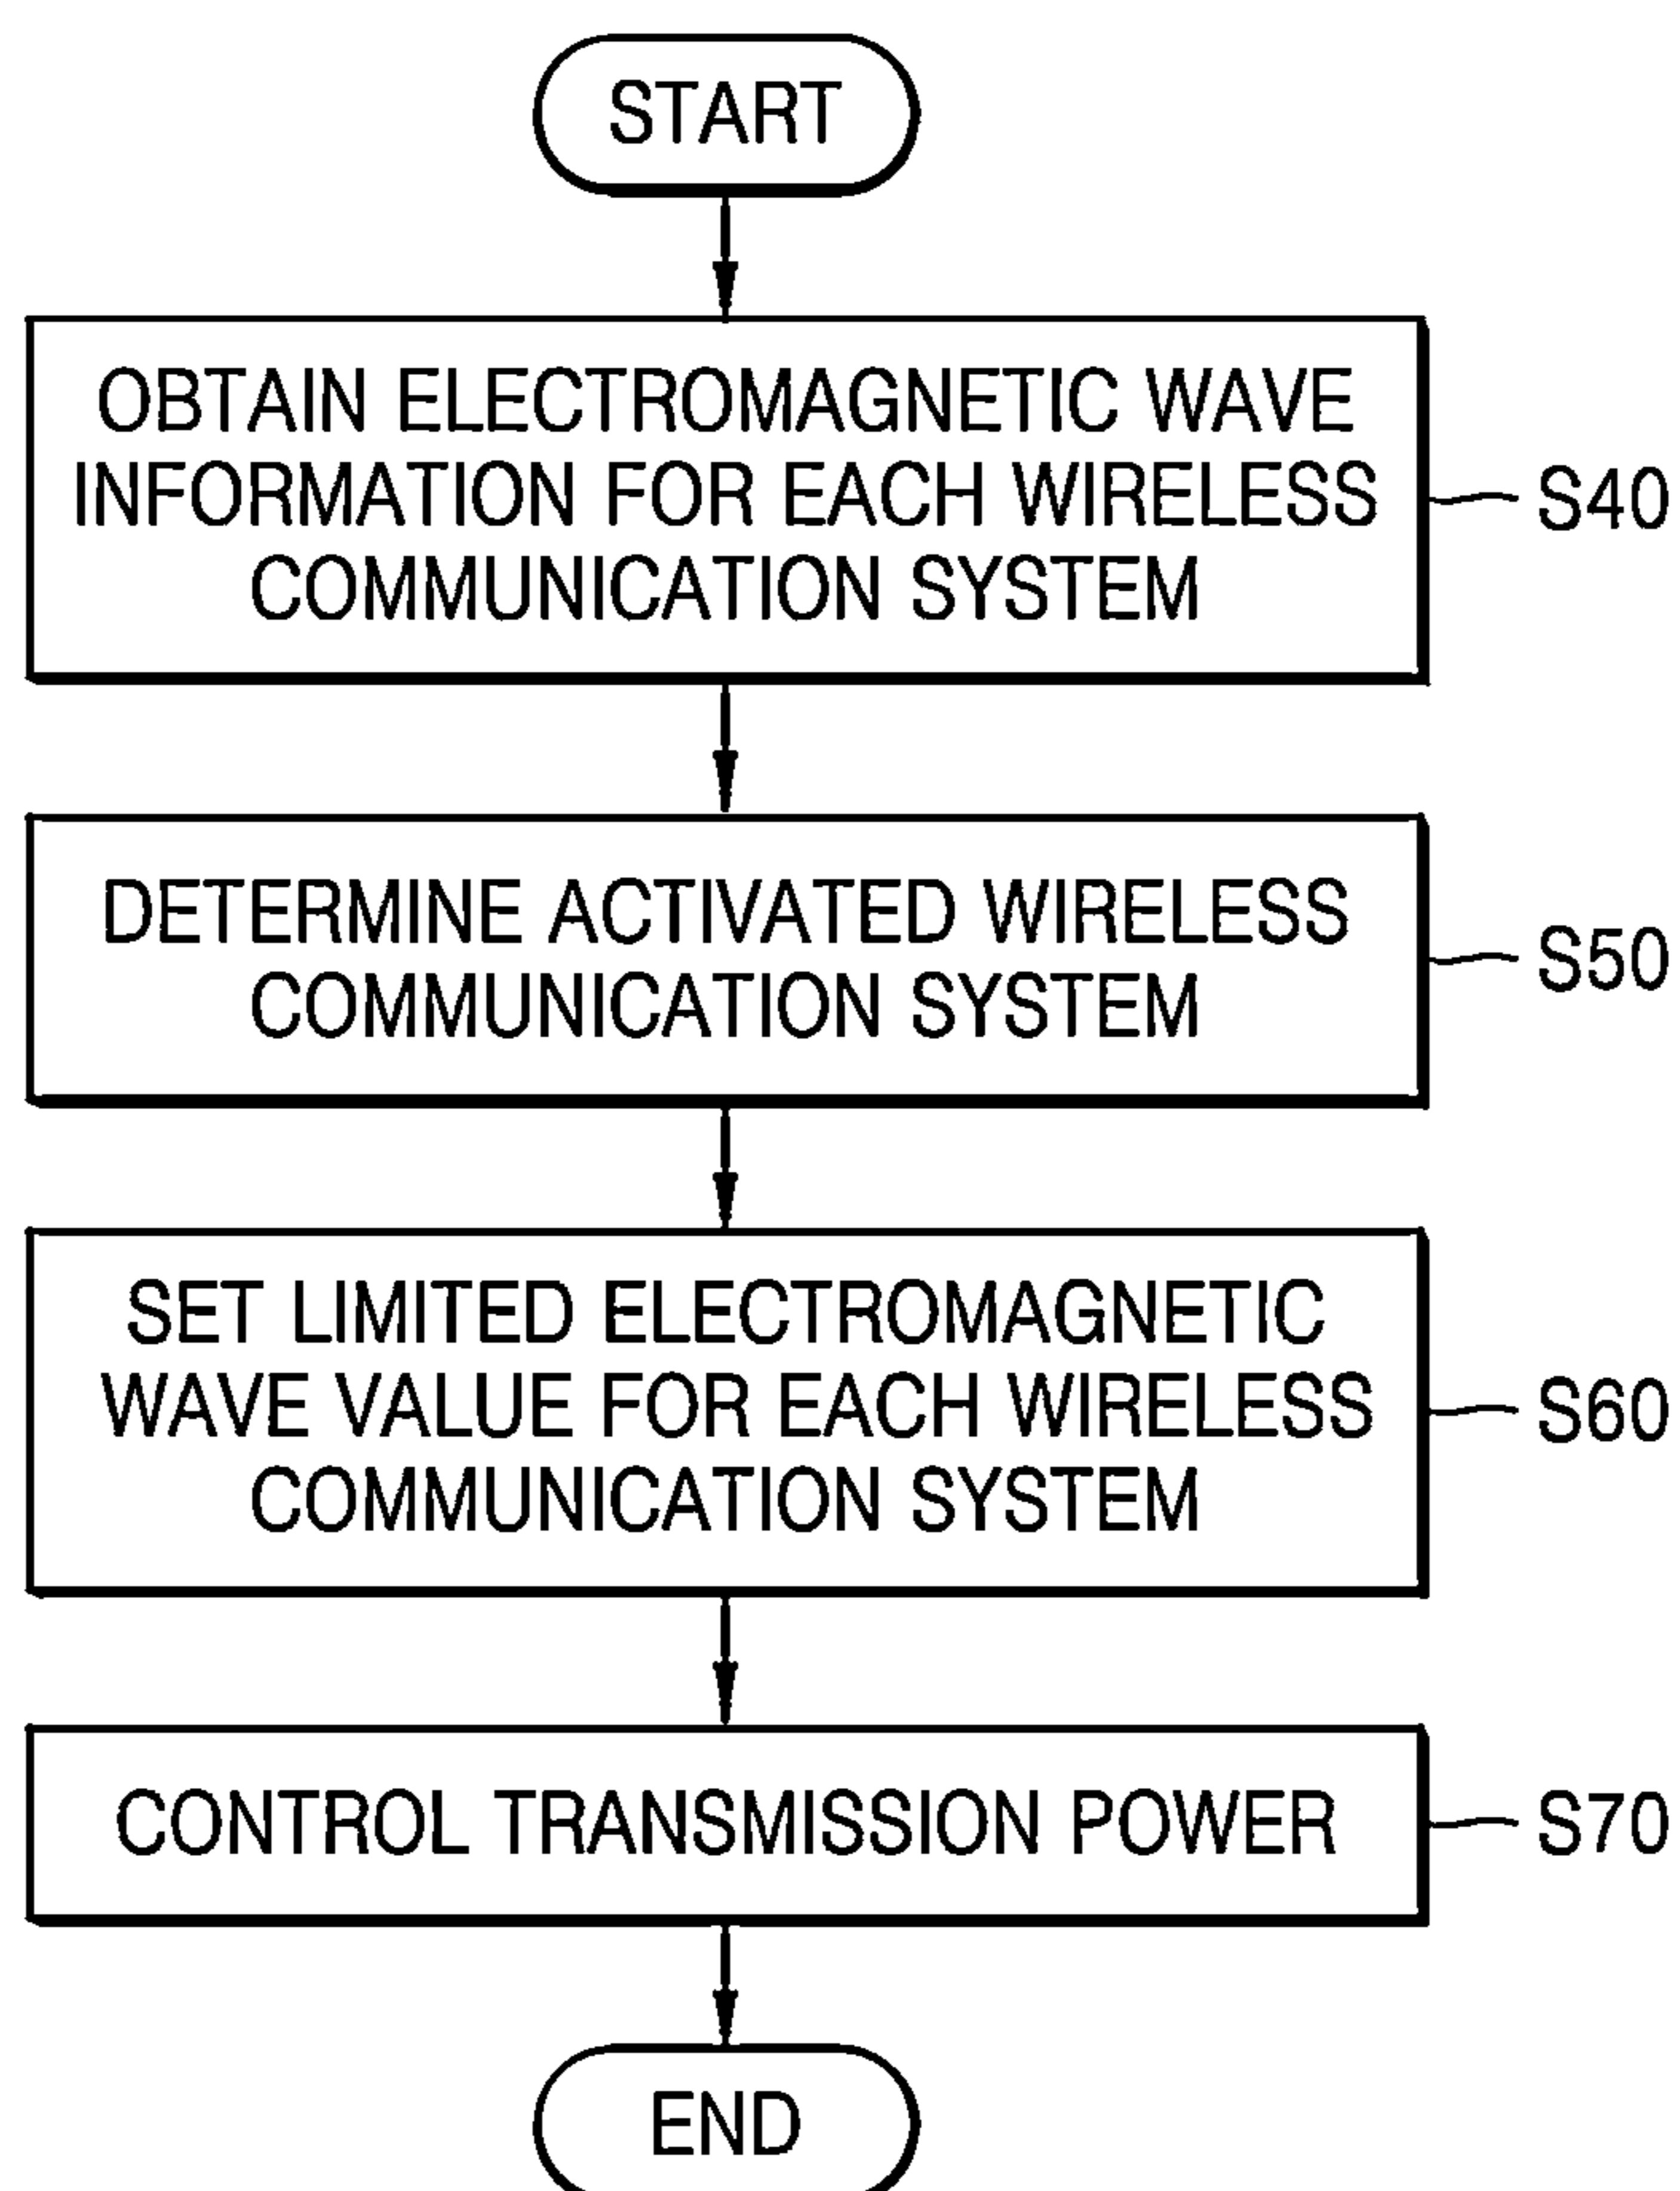 START
OBTAIN ELECTROMAGNETIC WAVE
INFORMATION FOR EACH WIRELESS
COMMUNICATION SYSTEM
S40
DETERMINE ACTIVATED WIRELESS
COMMUNICATION SYSTEM
S50
SET LIMITED ELECTROMAGNETIC
WAVE VALUE FOR EACH WIRELESS
COMMUNICATION SYSTEM
S60
CONTROL TRANSMISSION POWER
S70
END